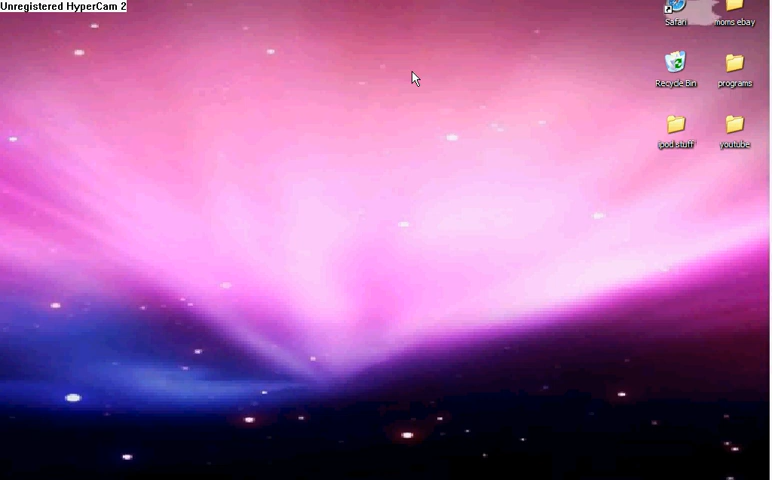 Unregistered HyperCam 2
Safari
moms ebay
Recycle Bin
programs
ipod stuff
youtube